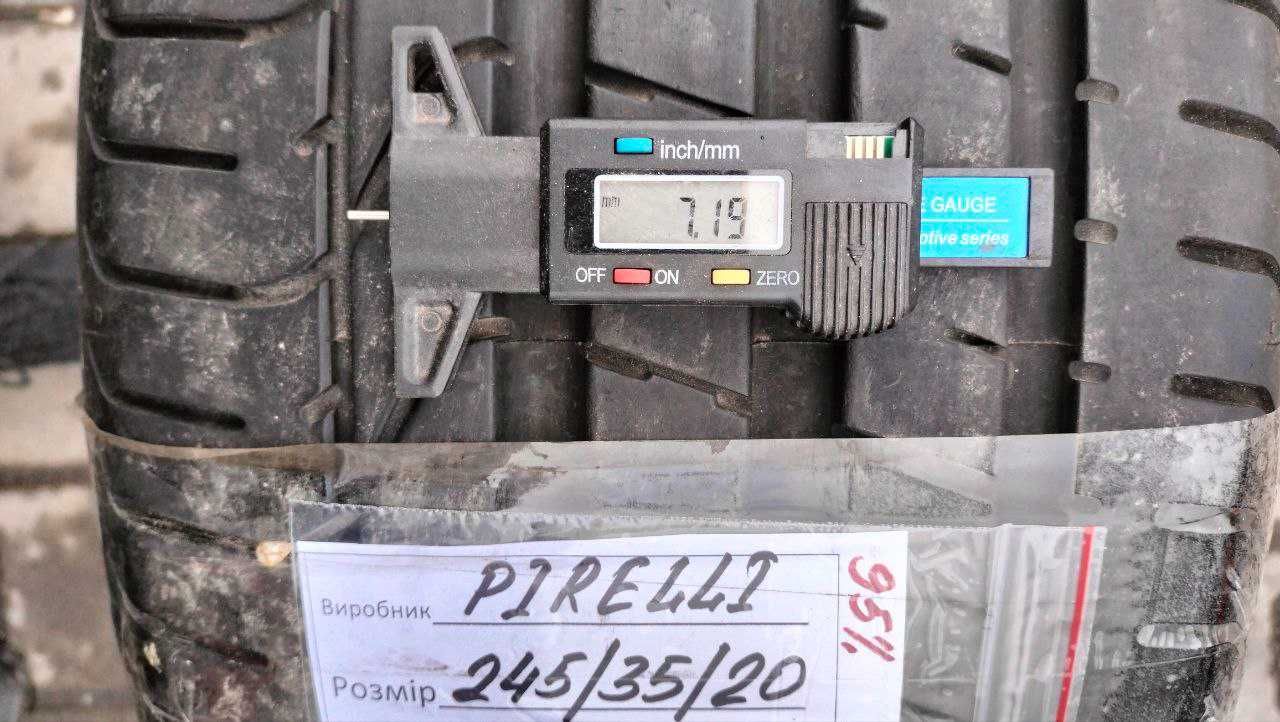 inch/mm
mm 7.19
OFF ON ZERO
E GAUGE
otive series
Виробник PIRELLI
Розмір 245/35/20
95%